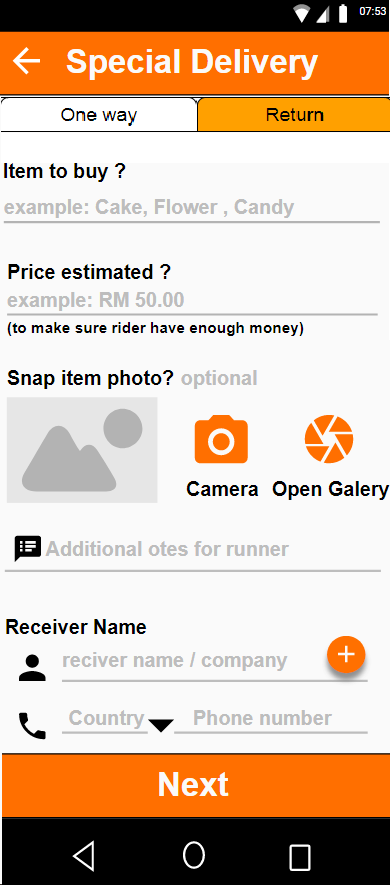 07:53
Special Delivery
One way Return
Item to buy ?
example: Cake, Flower , Candy
Price estimated ?
example: RM 50.00
(to make sure rider have enough money)
Snap item photo? optional
Camera Open Galery
Additional otes for runner
Receiver Name
reciver name / company
Country Phone number
Next